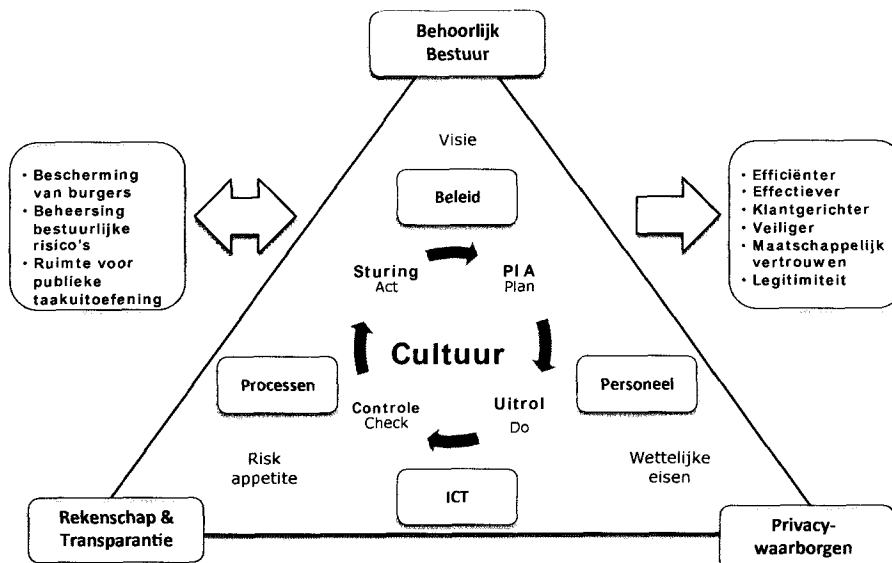 Behoorlijk
Bestuur
Visie
• Bescherming
van burgers
• Beheersing
bestuurlijke
risico's
• Ruimte voor
publieke
taakuitoefening
Beleid
• Efficiënter
• Effectiever
• Klantgerichter
• Veiliger
• Maatschappelijk
vertrouwen
• Legitimiteit
Sturing
Act
PIA
Plan
Cultuur
Processen
Personeel
Controle
Check
Uitrol
Do
Risk
appetite
Wettelijke
eisen
ICT
Rekenschap &
Transparantie
Privacy-
waarborgen